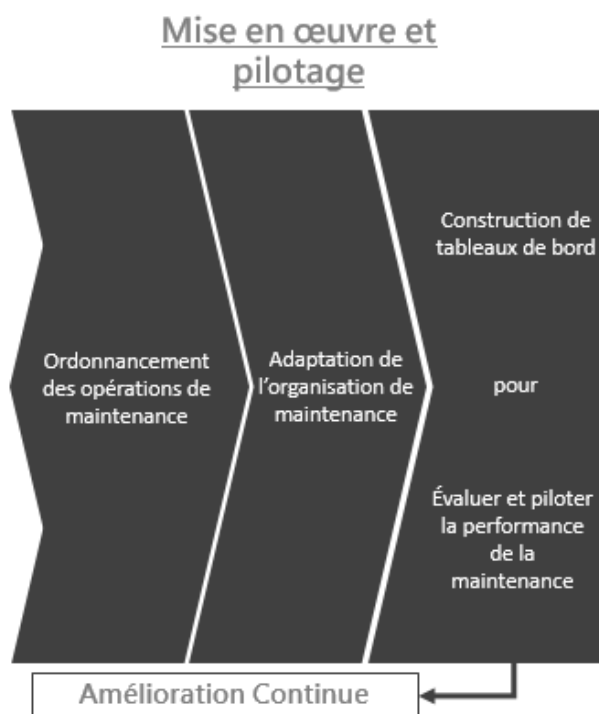 Mise en œuvre et
pilotage
Ordonnancement
des opérations de
maintenance
Adaptation de
l’organisation de
maintenance
Construction de
tableaux de bord
pour
Évaluer et piloter
la performance
de la
maintenance
Amélioration Continue